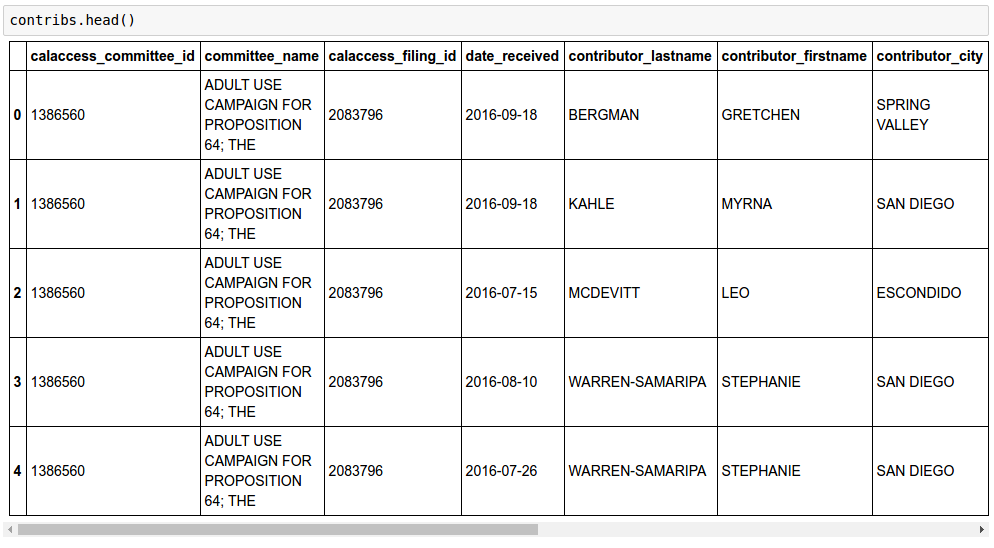 contribs.head()
calaccess_committee_id committee_name calaccess_filing_id date_received contributor_lastname contributor_firstname contributor_city
0 1386560 ADULT USE CAMPAIGN FOR PROPOSITION 64; THE 2083796 2016-09-18 BERGMAN GRETCHEN SPRING VALLEY
1 1386560 ADULT USE CAMPAIGN FOR PROPOSITION 64; THE 2083796 2016-09-18 KAHLE MYRNA SAN DIEGO
2 1386560 ADULT USE CAMPAIGN FOR PROPOSITION 64; THE 2083796 2016-07-15 MCDEVITT LEO ESCONDIDO
3 1386560 ADULT USE CAMPAIGN FOR PROPOSITION 64; THE 2083796 2016-08-10 WARREN-SAMARIPA STEPHANIE SAN DIEGO
4 1386560 ADULT USE CAMPAIGN FOR PROPOSITION 64; THE 2083796 2016-07-26 WARREN-SAMARIPA STEPHANIE SAN DIEGO